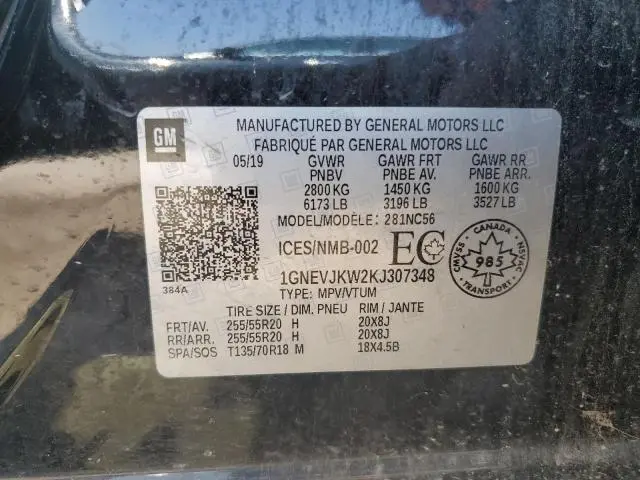 GM
MANUFACTURED BY GENERAL MOTORS LLC
FABRIQUÉ PAR GENERAL MOTORS LLC
05/19 GVWR GAWR FRT GAWR RR
PNBV PNBE AV. PNBE ARR.
2800 KG 1450 KG 1600 KG
6173 LB 3196 LB 3527 LB
MODEL/MODÈLE: 281NC56
ICES/NMB-002 EC
CANADA CMVSS 985 NSVAC TRANSPORT
1GNEVJKW2KJ307348
384A
TYPE: MPV/VTUM
TIRE SIZE / DIM. PNEU RIM / JANTE
FRT/AV. 255/55R20 H 20X8J
RR/ARR. 255/55R20 H 20X8J
SPA/SOS T135/70R18 M 18X4.5B